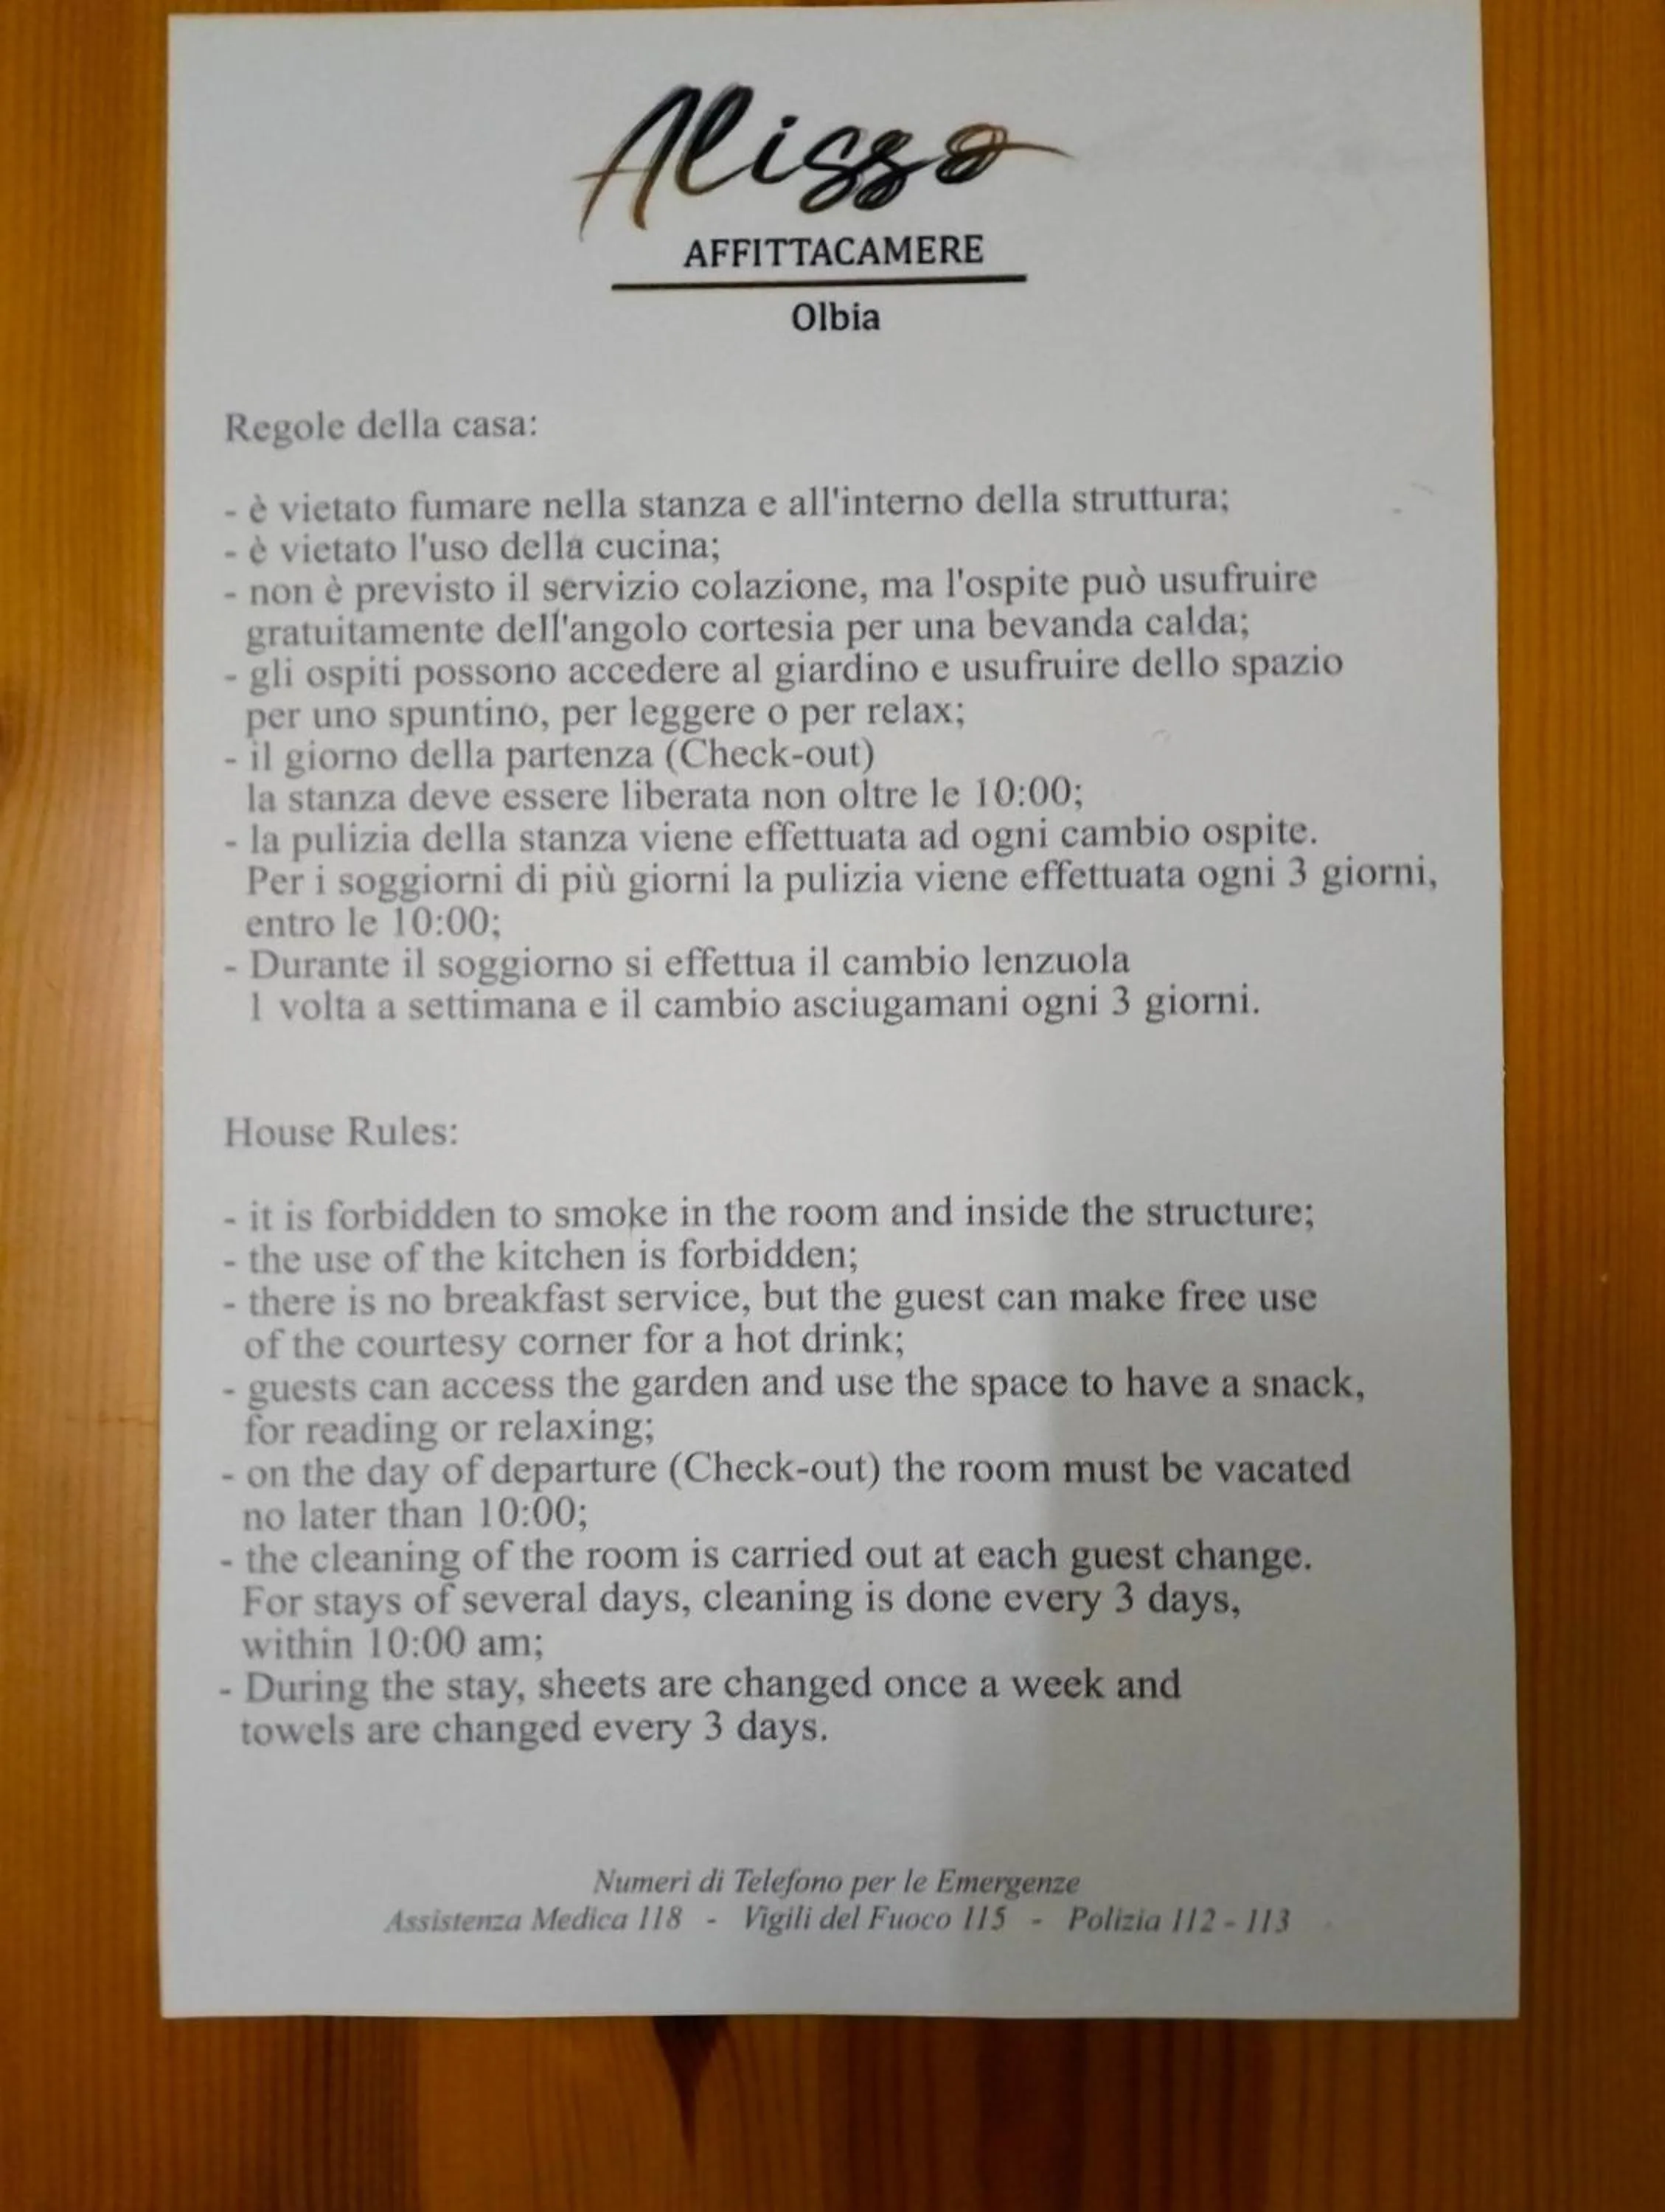 Alisso
AFFITTACAMERE
Olbia
Regole della casa:
- è vietato fumare nella stanza e all'interno della struttura;
- è vietato l'uso della cucina;
- non è previsto il servizio colazione, ma l'ospite può usufruire
gratuitamente dell'angolo cortesia per una bevanda calda;
- gli ospiti possono accedere al giardino e usufruire dello spazio
per uno spuntino, per leggere o per relax;
- il giorno della partenza (Check-out)
la stanza deve essere liberata non oltre le 10:00;
- la pulizia della stanza viene effettuata ad ogni cambio ospite.
Per i soggiorni di più giorni la pulizia viene effettuata ogni 3 giorni,
entro le 10:00;
- Durante il soggiorno si effettua il cambio lenzuola
1 volta a settimana e il cambio asciugamani ogni 3 giorni.
House Rules:
- it is forbidden to smoke in the room and inside the structure;
- the use of the kitchen is forbidden;
- there is no breakfast service, but the guest can make free use
of the courtesy corner for a hot drink;
- guests can access the garden and use the space to have a snack,
for reading or relaxing;
- on the day of departure (Check-out) the room must be vacated
no later than 10:00;
- the cleaning of the room is carried out at each guest change.
For stays of several days, cleaning is done every 3 days,
within 10:00 am;
- During the stay, sheets are changed once a week and
towels are changed every 3 days.
Numeri di Telefono per le Emergenze
Assistenza Medica 118 - Vigili del Fuoco 115 - Polizia 112 - 113